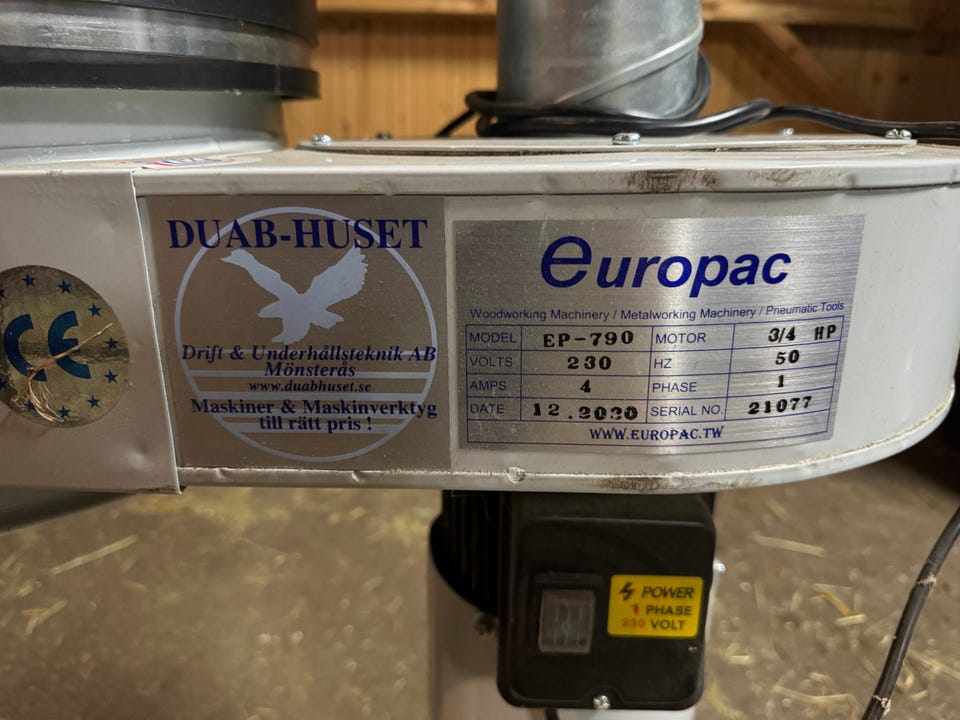 CE
DUAB-HUSET
Drift & Underhållsteknik AB
Mönsterås
www.duabhuset.se
Maskiner & Maskinverktyg
till rätt pris !
europac
Woodworking Machinery / Metalworking Machinery / Pneumatic Tools
MODEL EP-790 MOTOR 3/4 HP
VOLTS 230 HZ 50
AMPS 4 PHASE 1
DATE 12.2020 SERIAL NO. 21077
WWW.EUROPAC.TW
POWER
1 PHASE
230 VOLT